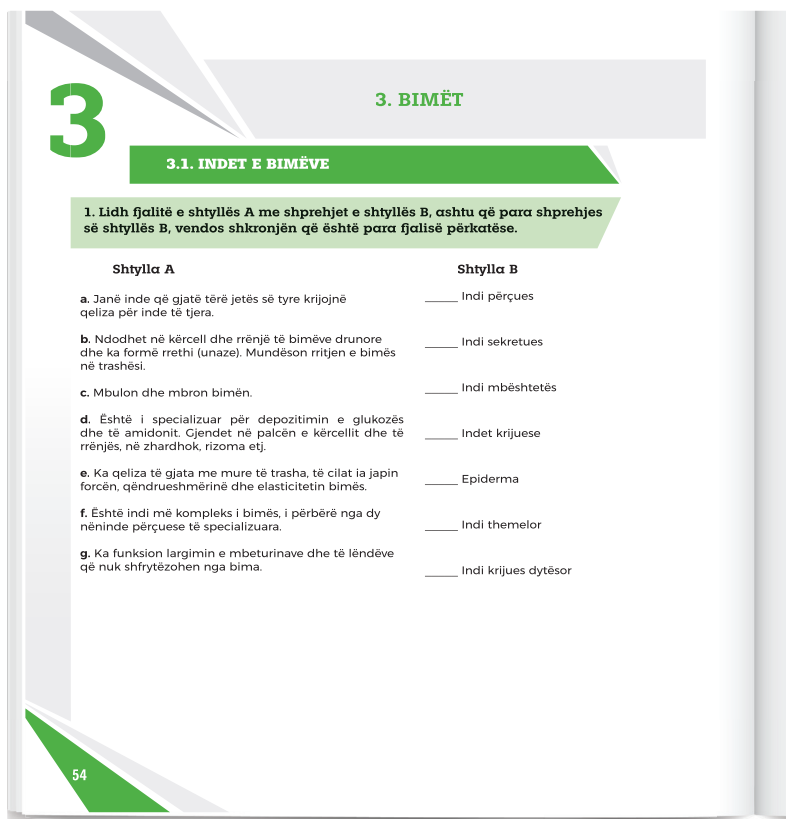 3
3. BIMËT
3.1. INDET E BIMËVE
1. Lidh fjalitë e shtyllës A me shprehjet e shtyllës B, ashtu që para shprehjes
së shtyllës B, vendos shkronjën që është para fjalisë përkatëse.
Shtylla A
a. Janë inde që gjatë tërë jetës së tyre krijojnë
qeliza për inde të tjera.
b. Ndodhet në kërcell dhe rrënjë të bimëve drunore
dhe ka formë rrethi (unaze). Mundëson rritjen e bimës
në trashësi.
c. Mbulon dhe mbron bimën.
d. Është i specializuar për depozitimin e glukozës
dhe të amidonit. Gjendet në palcën e kërcellit dhe të
rrënjës, në zhardhok, rizoma etj.
e. Ka qeliza të gjata me mure të trasha, të cilat ia japin
forcën, qëndrueshmërinë dhe elasticitetin bimës.
f. Është indi më kompleks i bimës, i përbërë nga dy
nëninde përçuese të specializuara.
g. Ka funksion largimin e mbeturinave dhe të lëndëve
që nuk shfrytëzohen nga bima.
Shtylla B
_____ Indi përçues
_____ Indi sekretues
_____ Indi mbështetës
_____ Indet krijuese
_____ Epiderma
_____ Indi themelor
_____ Indi krijues dytësor
54